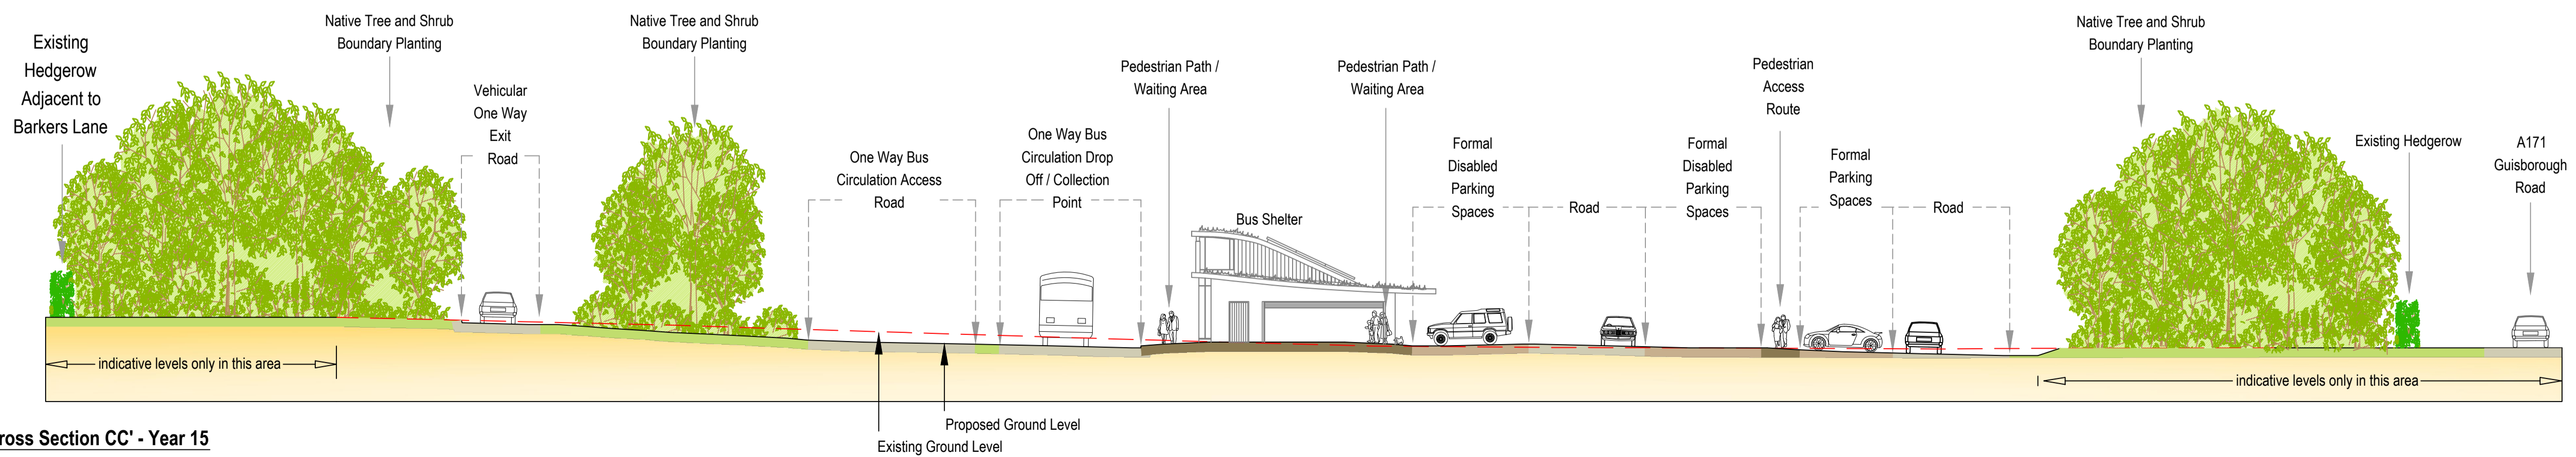 Existing
Hedgerow
Adjacent to
Barkers Lane
Native Tree and Shrub
Boundary Planting
Vehicular
One Way
Exit
Road
Native Tree and Shrub
Boundary Planting
One Way Bus
Circulation Access
Road
One Way Bus
Circulation Drop
Off / Collection
Point
Pedestrian Path /
Waiting Area
Bus Shelter
Pedestrian Path /
Waiting Area
Formal
Disabled
Parking
Spaces
Road
Formal
Disabled
Parking
Spaces
Pedestrian
Access
Route
Formal
Parking
Spaces
Road
Native Tree and Shrub
Boundary Planting
Existing Hedgerow
A171
Guisborough
Road
indicative levels only in this area
indicative levels only in this area
Proposed Ground Level
Existing Ground Level
ross Section CC' - Year 15